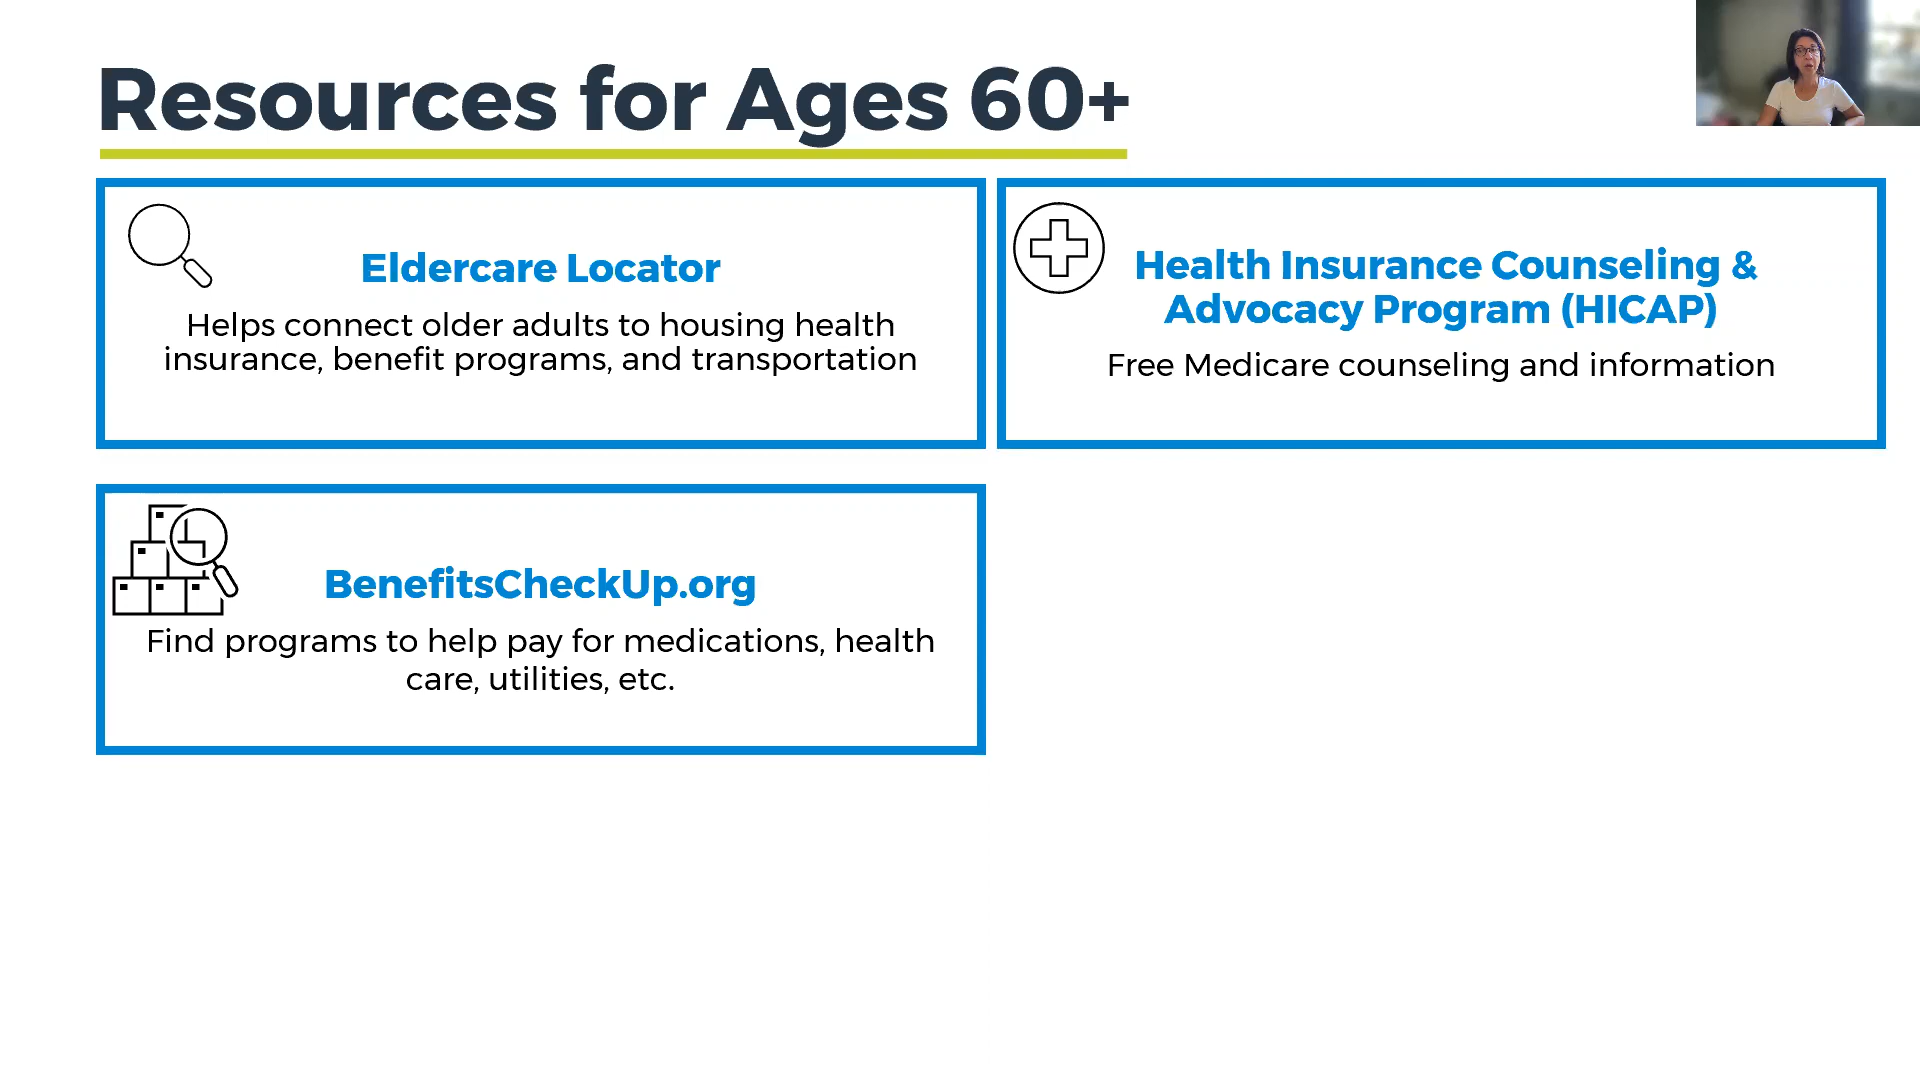 Resources for Ages 60+
Eldercare Locator
Helps connect older adults to housing health
insurance, benefit programs, and transportation
Health Insurance Counseling &
Advocacy Program (HICAP)
Free Medicare counseling and information
BenefitsCheckUp.org
Find programs to help pay for medications, health
care, utilities, etc.